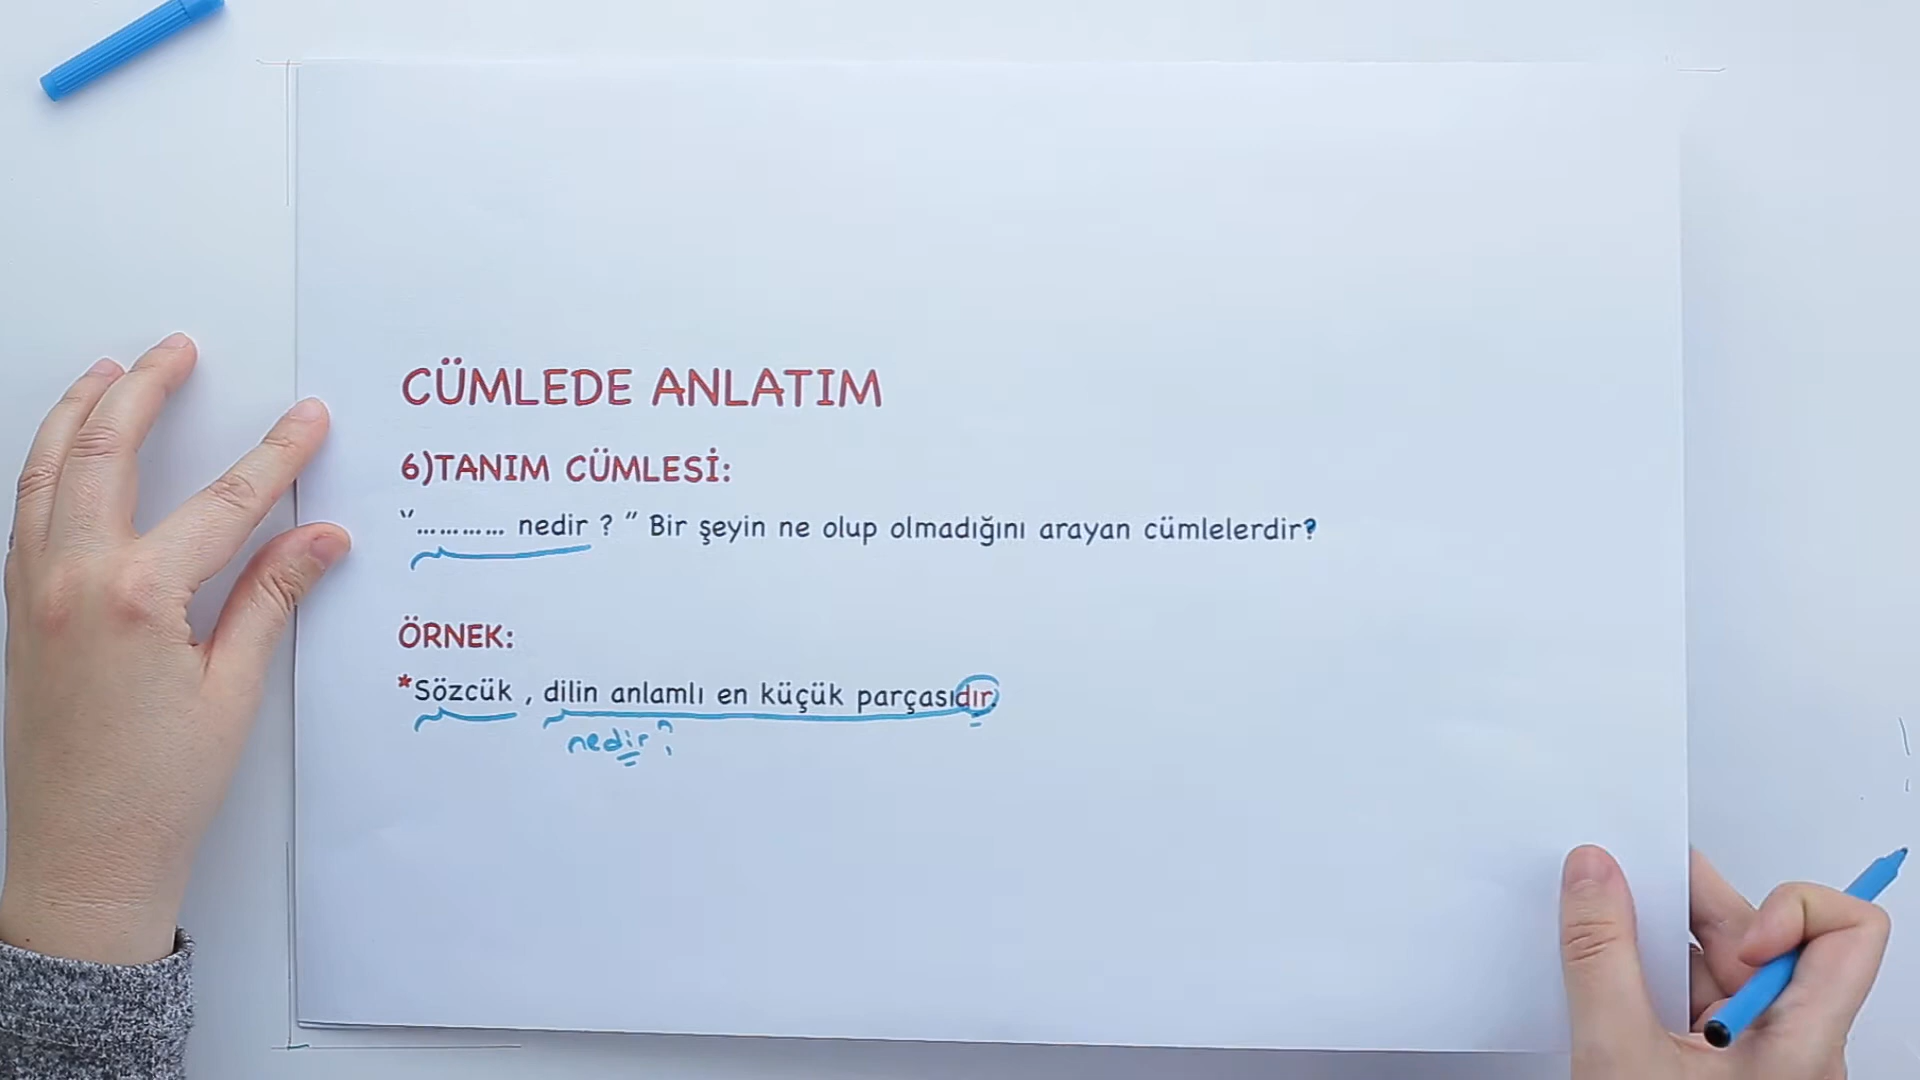 CÜMLEDE ANLATIM
6)TANIM CÜMLESİ:
"………… nedir ? " Bir şeyin ne olup olmadığını arayan cümlelerdir?
ÖRNEK:
*Sözcük , dilin anlamlı en küçük parçasıdır.
nedir?